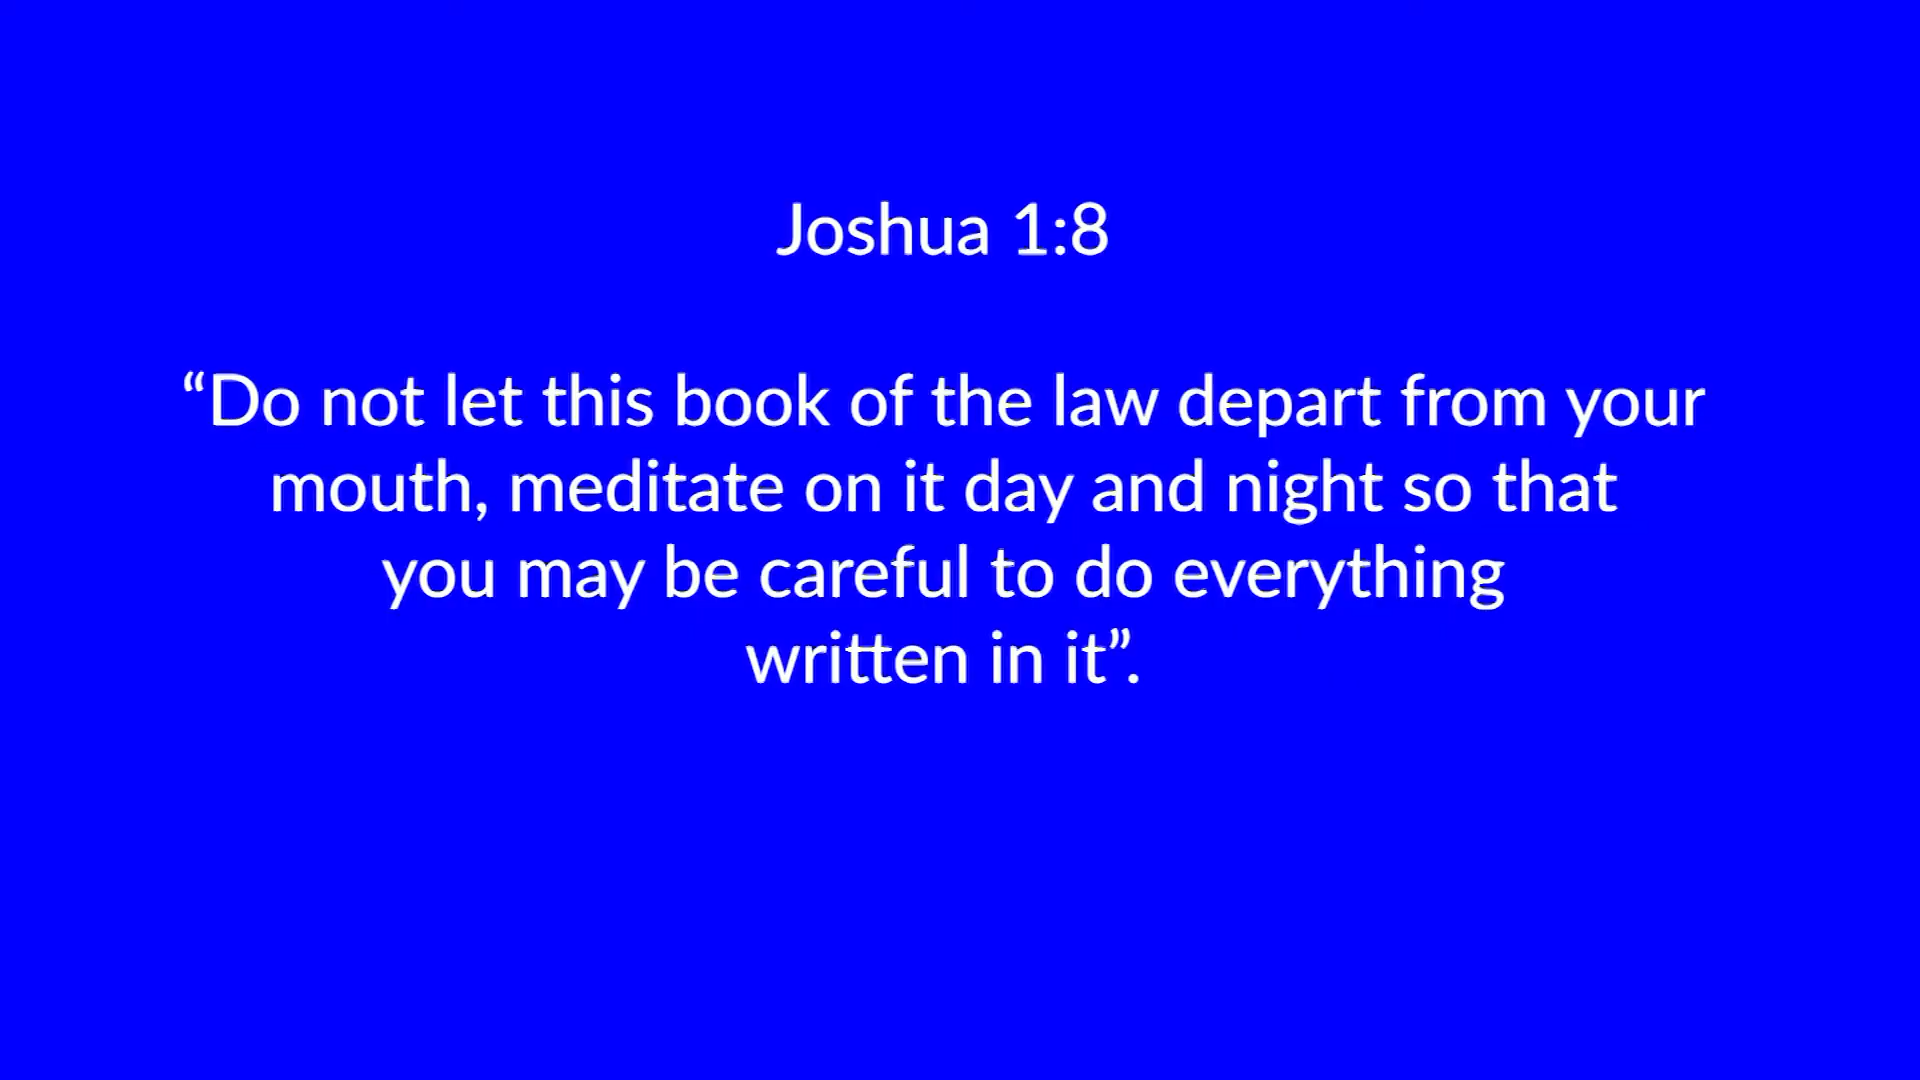 Joshua 1:8
“Do not let this book of the law depart from your
mouth, meditate on it day and night so that
you may be careful to do everything
written in it”.